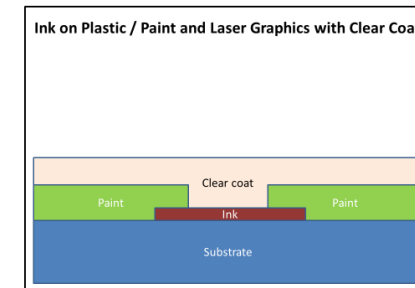 Ink on Plastic / Paint and Laser Graphics with Clear Coa
Clear coat
Paint
Paint
Ink
Substrate